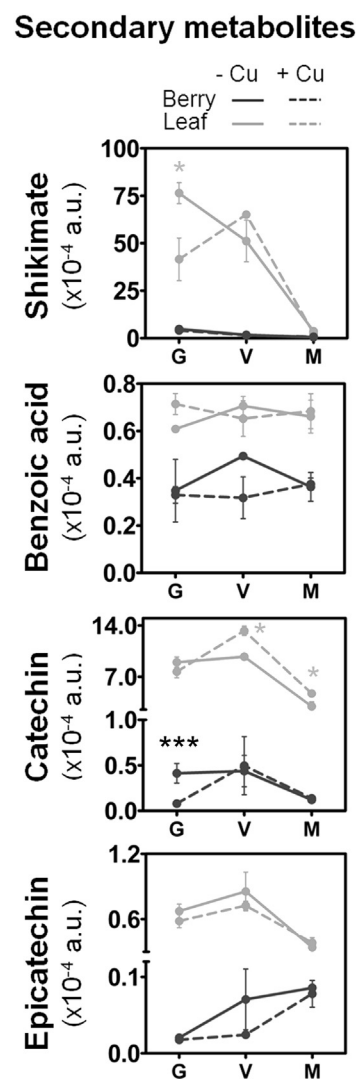 Secondary metabolites
- Cu + Cu
Berry
Leaf
Shikimate
(x10⁻⁴ a.u.)
100
75
50
25
0
*
G V M
Benzoic acid
(x10⁻⁴ a.u.)
0.8
0.6
0.4
0.2
0.0
G V M
Catechin
(x10⁻⁴ a.u.)
14.0
7.0
1.0
0.5
0.0
*
*
***
G V M
Epicatechin
(x10⁻⁴ a.u.)
1.2
0.6
0.1
0.0
G V M